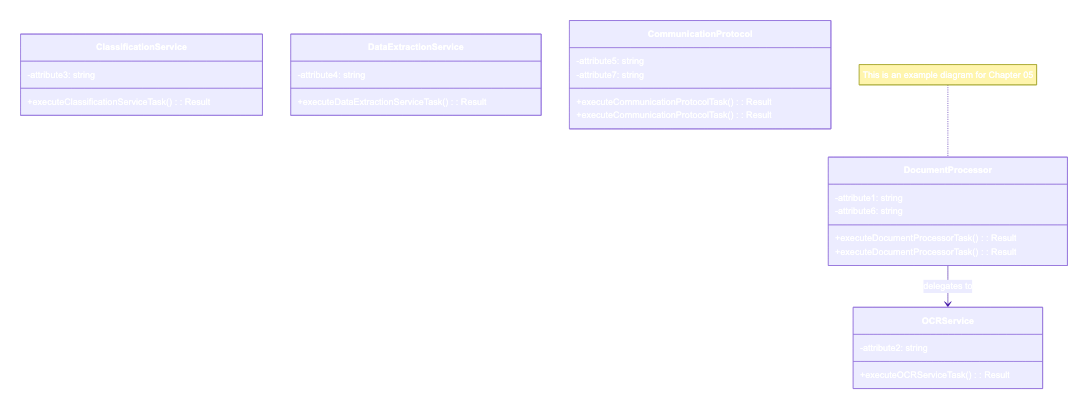 ClassificationService
-attribute3: string
+executeClassificationServiceTask() : : Result
DataExtractionService
-attribute4: string
+executeDataExtractionServiceTask() : : Result
CommunicationProtocol
-attribute5: string
-attribute7: string
+executeCommunicationProtocolTask() : : Result
+executeCommunicationProtocolTask() : : Result
This is an example diagram for Chapter 05
DocumentProcessor
-attribute1: string
-attribute6: string
+executeDocumentProcessorTask() : : Result
+executeDocumentProcessorTask() : : Result
delegates to
OCRService
-attribute2: string
+executeOCRServiceTask() : : Result